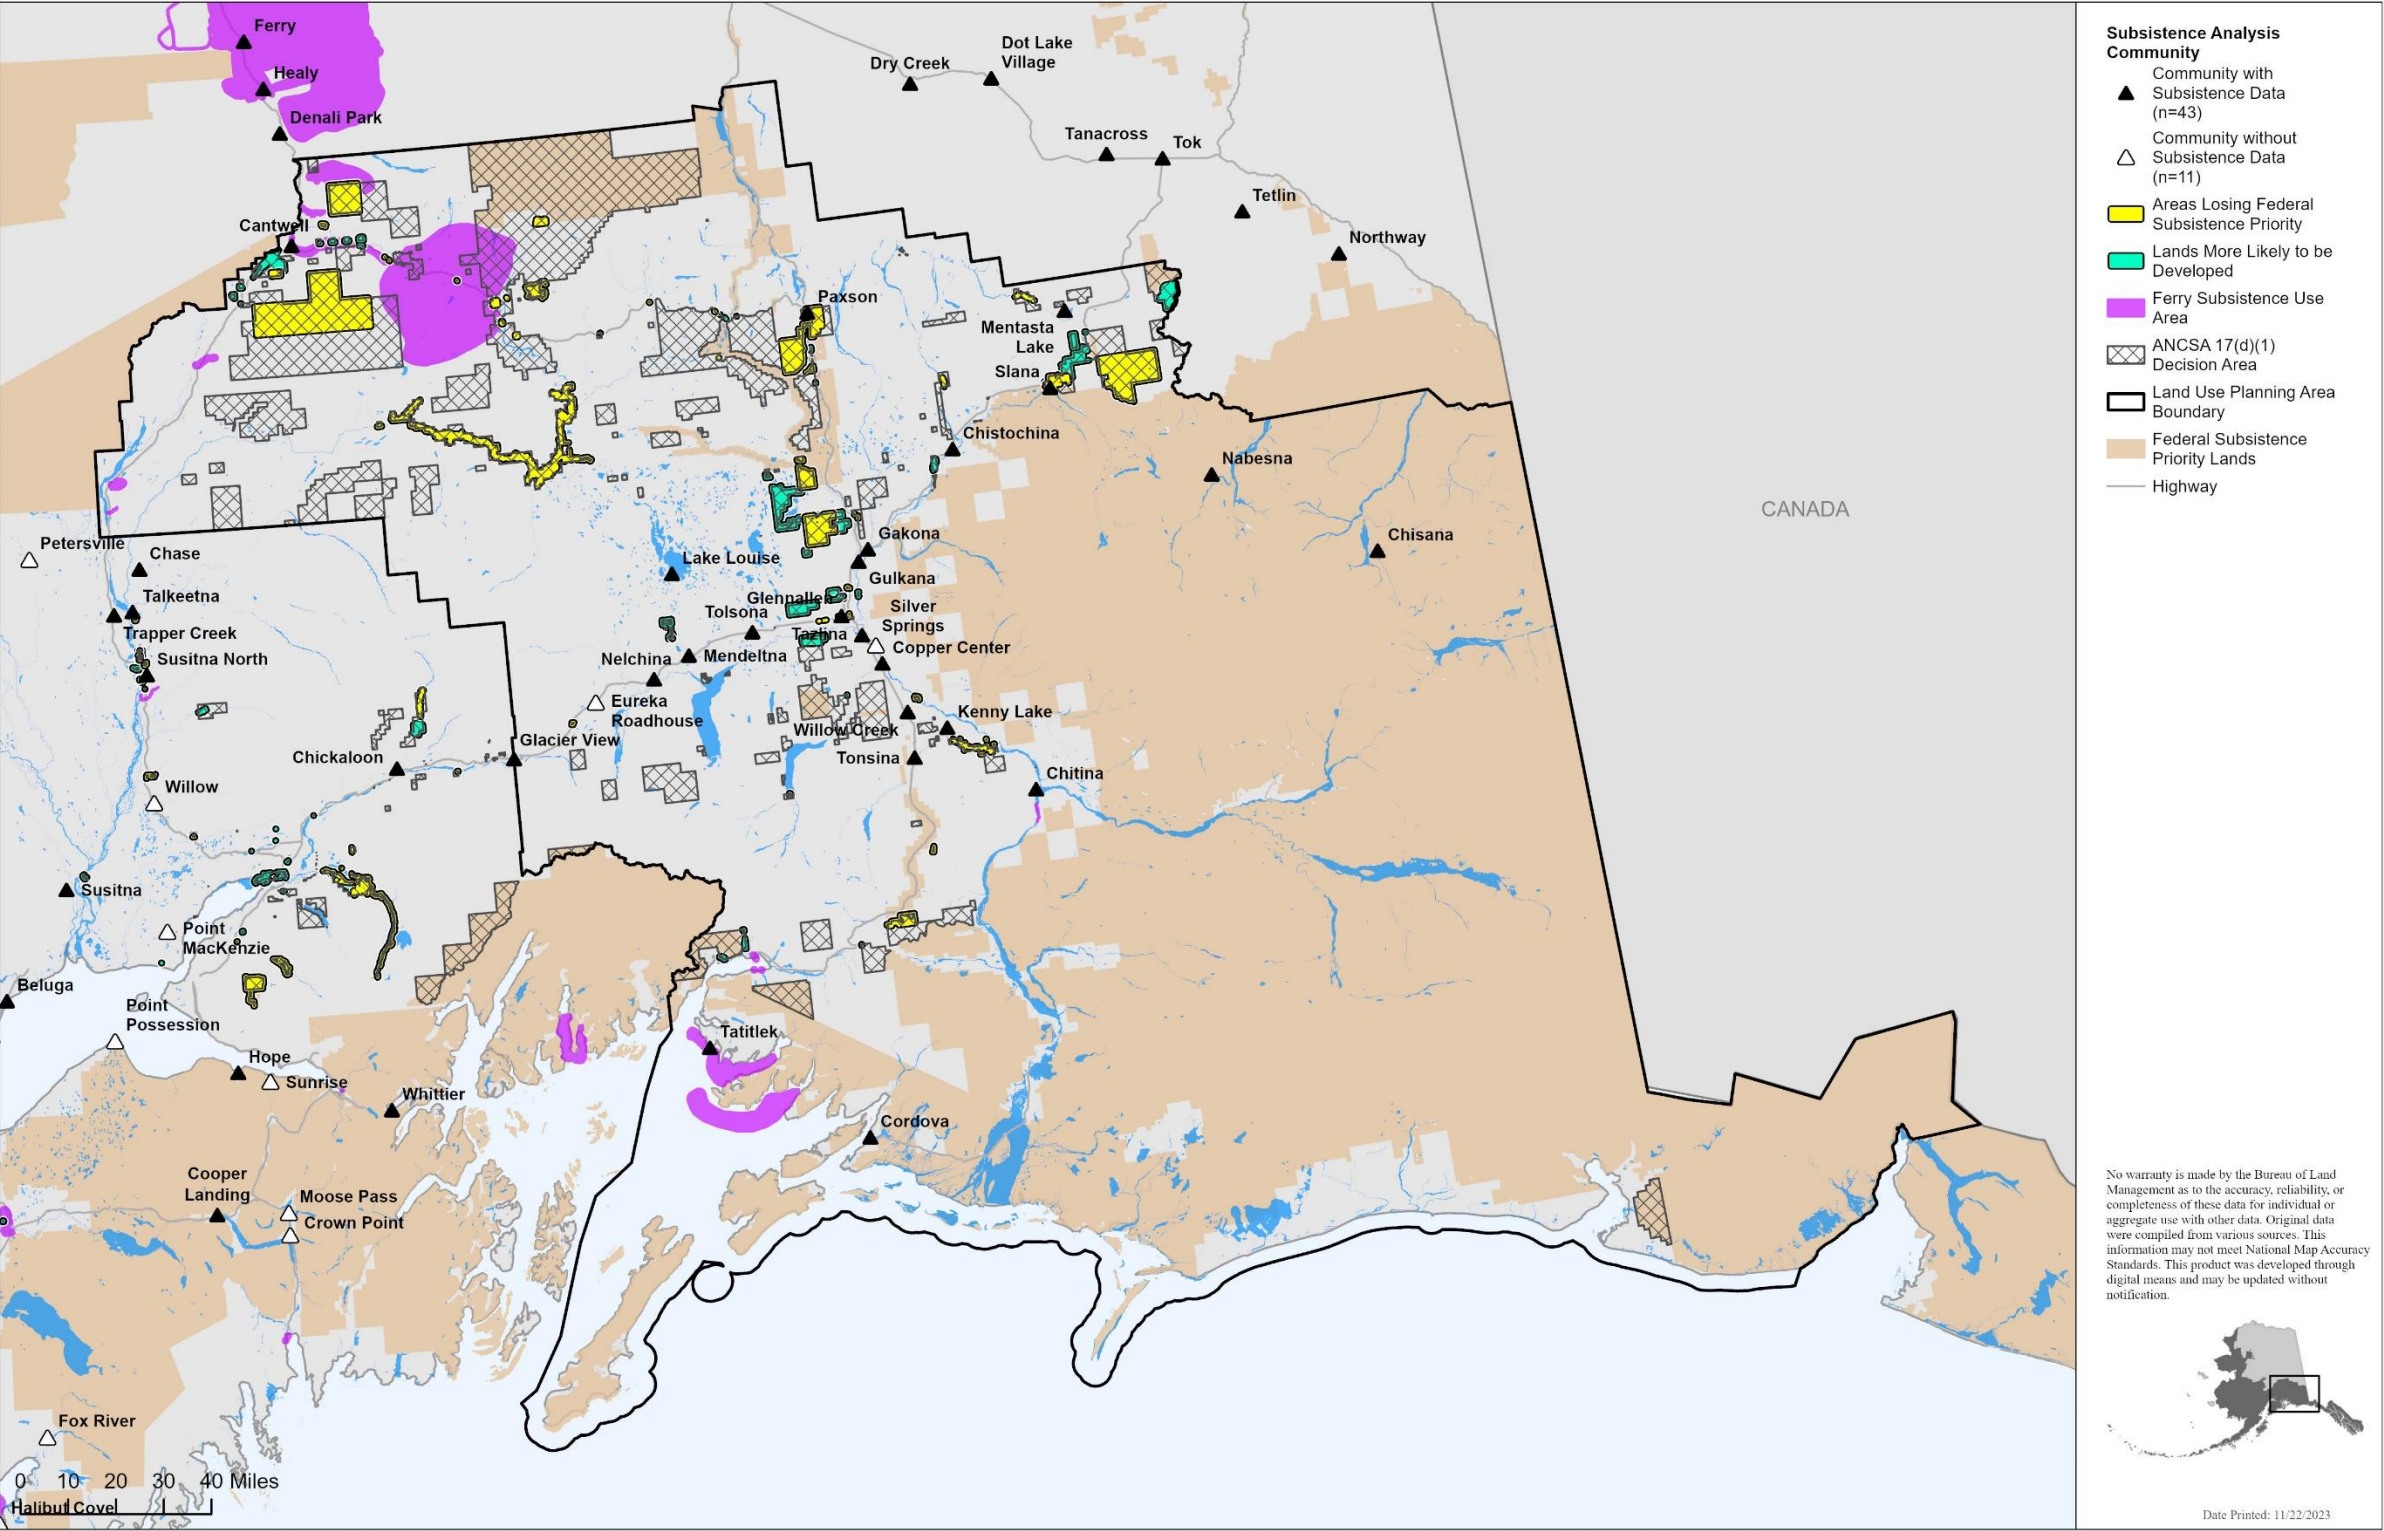 Ferry
Healy
Denali Park
Dry Creek
Dot Lake
Village
Tanacross
Tok
Tetlin
Northway
Cantwell
Paxson
Mentasta
Lake
Slana
Chistochina
Nabesna
CANADA
Chisana
Petersville
Chase
Talkeetna
Trapper Creek
Susitna North
Lake Louise
Gakona
Gulkana
Glennallen
Tolsona
Silver
Springs
Tazlina
Copper Center
Nelchina
Mendeltna
Eureka
Roadhouse
Willow Creek
Kenny Lake
Glacier View
Tonsina
Chickaloon
Chitina
Willow
Susitna
Point
MacKenzie
Beluga
Point
Possession
Tatitlek
Hope
Sunrise
Whittier
Cordova
Cooper
Landing
Moose Pass
Crown Point
Fox River
0 10 20 30 40 Miles
Halibut Cove
Subsistence Analysis
Community
Community with
Subsistence Data
(n=43)
Community without
Subsistence Data
(n=11)
Areas Losing Federal
Subsistence Priority
Lands More Likely to be
Developed
Ferry Subsistence Use
Area
ANCSA 17(d)(1)
Decision Area
Land Use Planning Area
Boundary
Federal Subsistence
Priority Lands
Highway
No warranty is made by the Bureau of Land
Management as to the accuracy, reliability, or
completeness of these data for individual or
aggregate use with other data. Original data
were compiled from various sources. This
information may not meet National Map Accuracy
Standards. This product was developed through
digital means and may be updated without
notification.
Date Printed: 11/22/2023